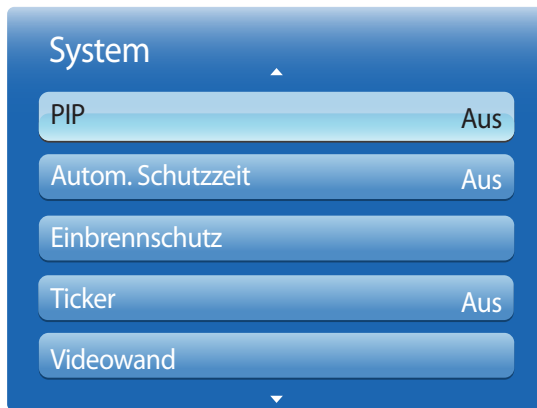 System
PIP Aus
Autom. Schutzzeit Aus
Einbrennschutz
Ticker Aus
Videowand